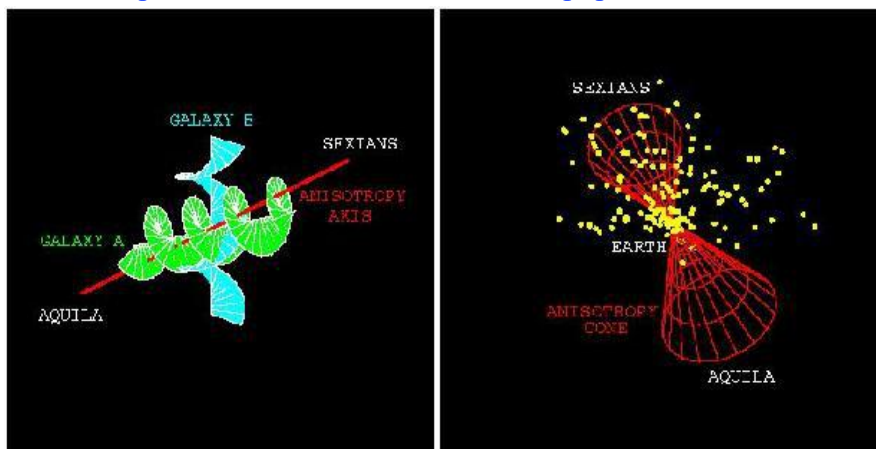 GALAXY B
SEXTANS
ANISOTROPY
AXIS
GALAXY A
AQUILA
SEXTANS
EARTH
ANISOTROPY
CONE
AQUILA